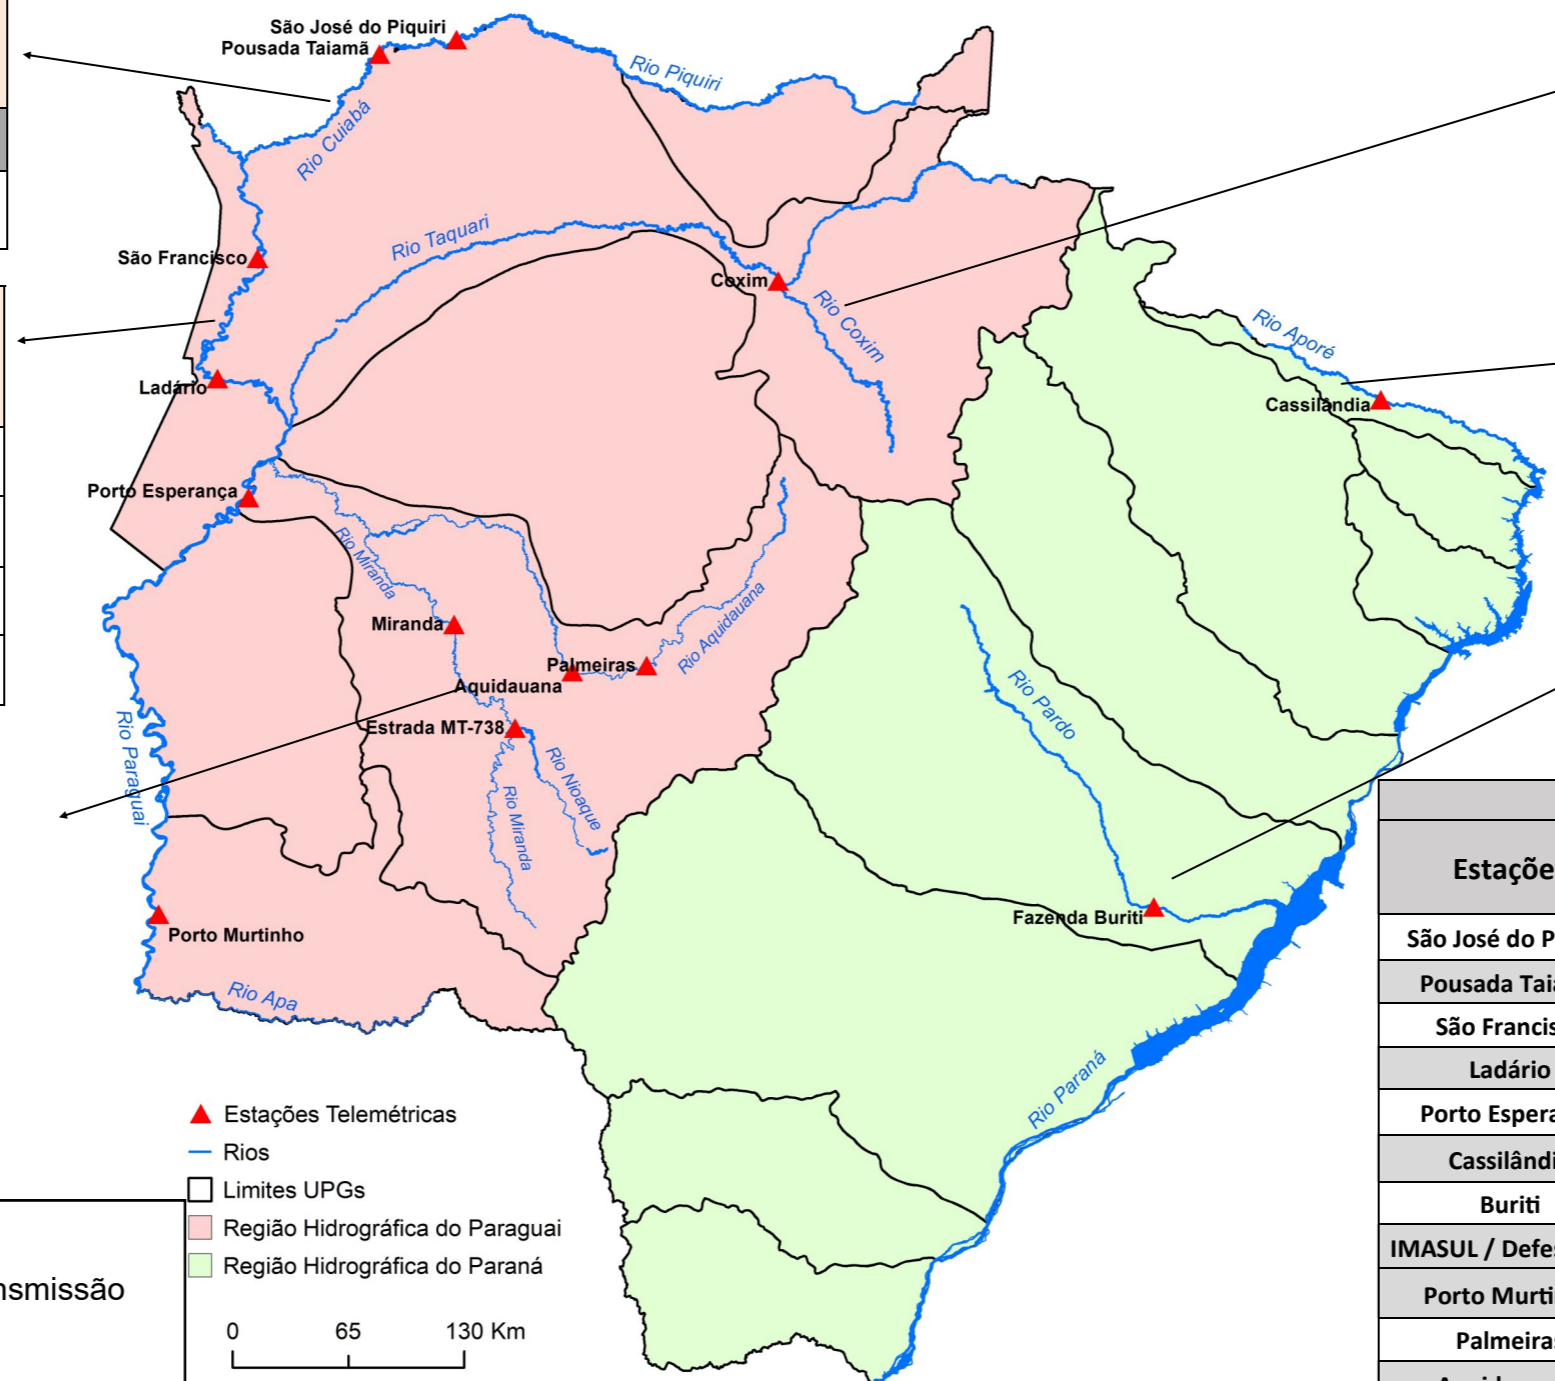 São José do Piquiri
Pousada Taiamã
Rio Piquiri
Rio Cuiabá
Rio Taquari
São Francisco
Coxim
Rio Coxim
Rio Aporé
Ladário
Cassilândia
Porto Esperança
Rio Miranda
Rio Aquidauana
Miranda
Palmeiras
Aquidauana
Rio Pardo
Estrada MT-738
Rio Paraguai
Rio Nioaque
Rio Miranda
Fazenda Buriti
Porto Murtinho
Rio Apa
Rio Paraná
Estações Telemétricas
Rios
Limites UPGs
Região Hidrográfica do Paraguai
Região Hidrográfica do Paraná
0 65 130 Km
nsmissão
Estaçõe
São José do P
Pousada Taia
São Francis
Ladário
Porto Espera
Cassilândi
Buriti
IMASUL / Defe
Porto Murti
Palmeira